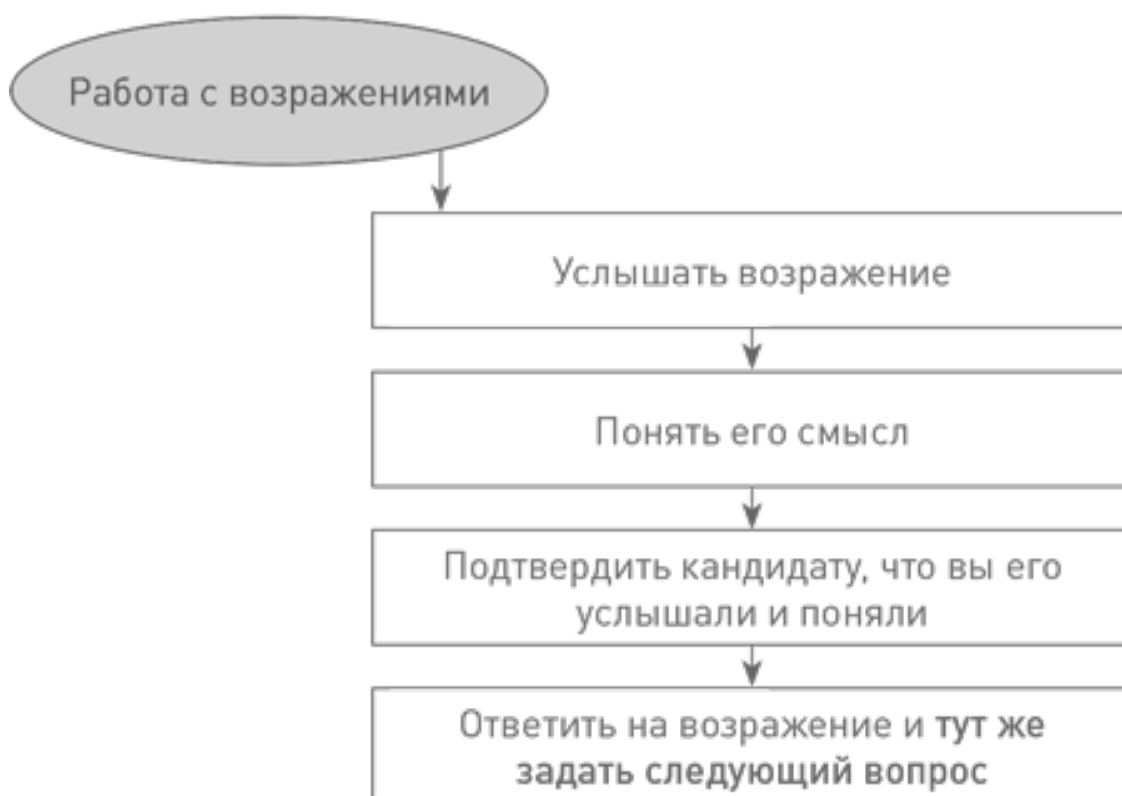 Работа с возражениями
Услышать возражение
Понять его смысл
Подтвердить кандидату, что вы его
услышали и поняли
Ответить на возражение и тут же
задать следующий вопрос